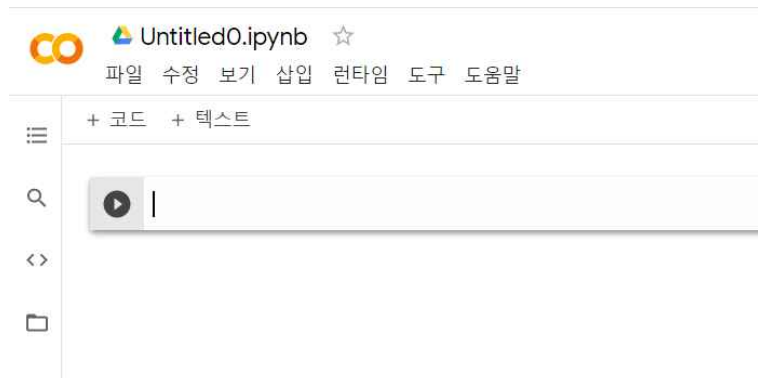 Untitled0.ipynb
파일 수정 보기 삽입 런타임 도구 도움말
+ 코드 + 텍스트